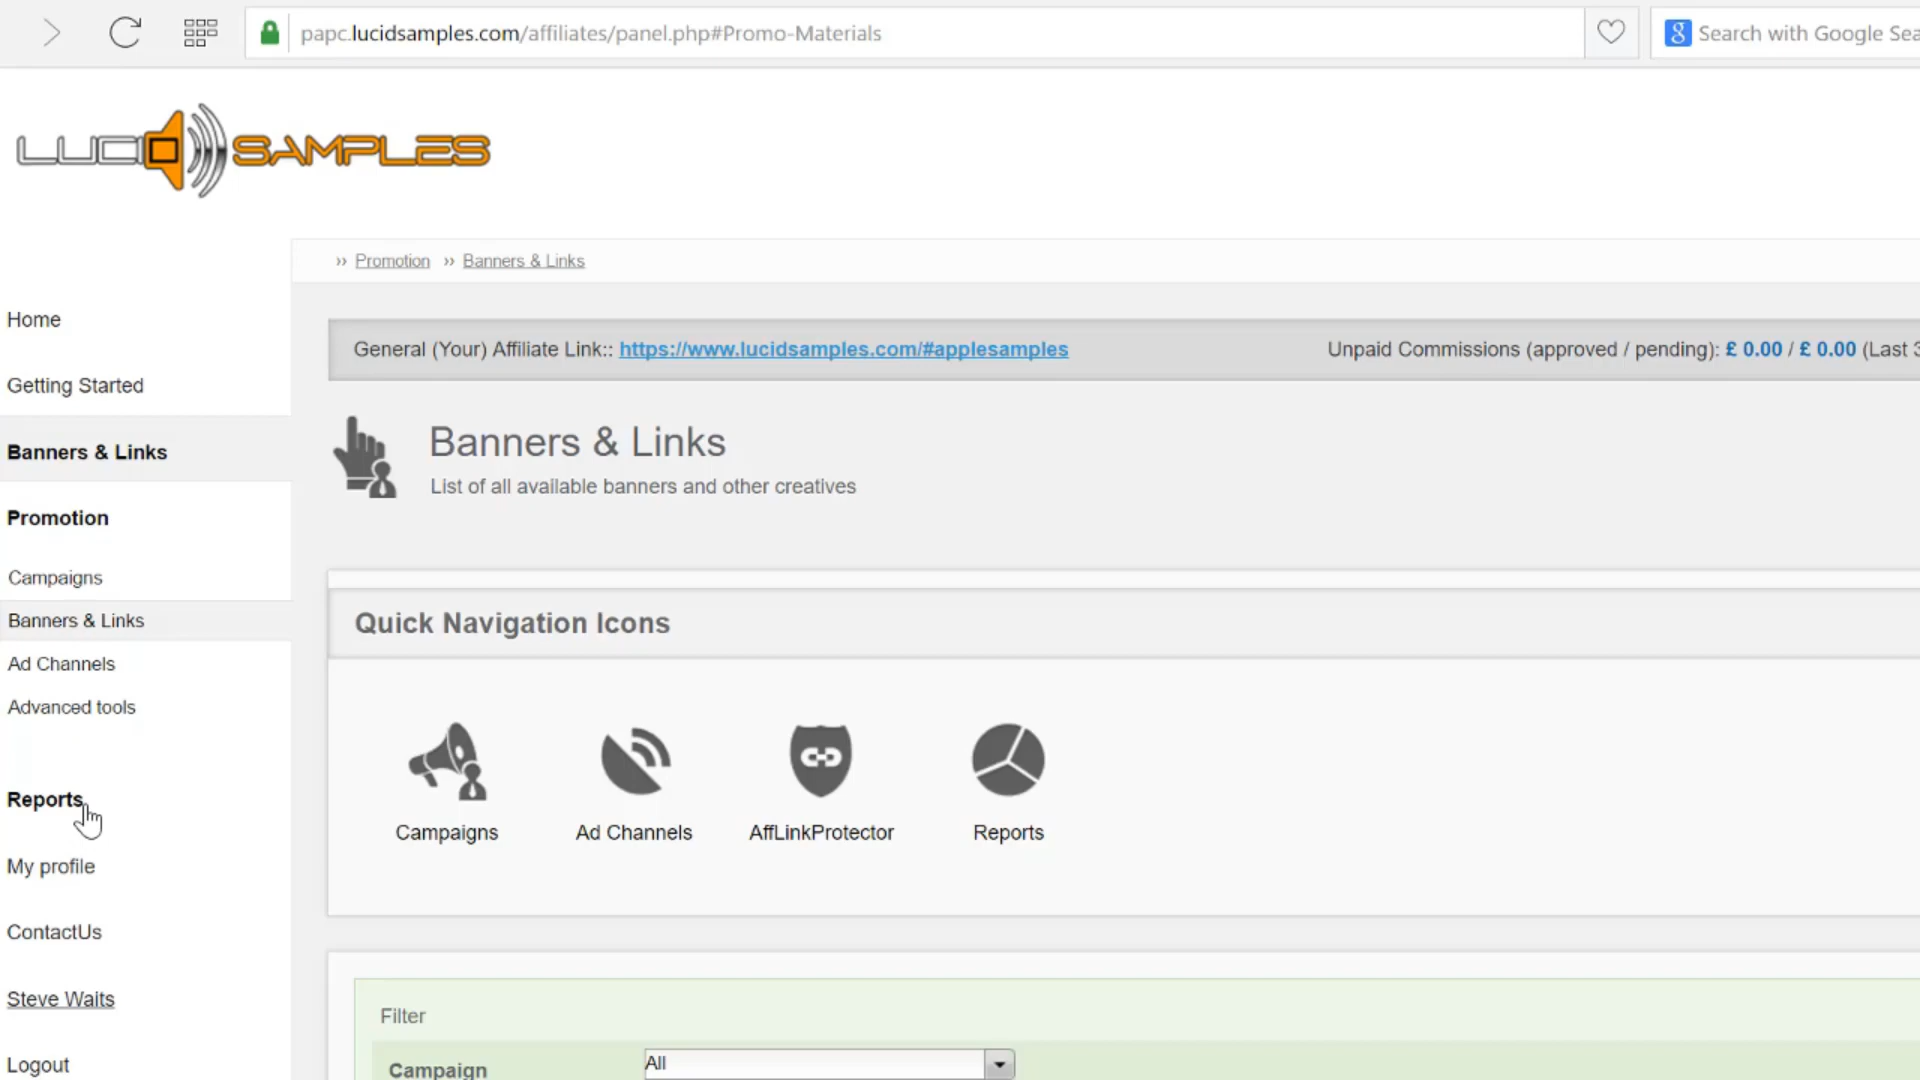 papc.lucidsamples.com/affiliates/panel.php#Promo-Materials
8 Search with Google Sea
LUCID SAMPLES
›› Promotion ›› Banners & Links
Home
Getting Started
Banners & Links
Promotion
Campaigns
Banners & Links
Ad Channels
Advanced tools
Reports
My profile
ContactUs
Steve Waits
Logout
General (Your) Affiliate Link:: https://www.lucidsamples.com/#applesamples
Unpaid Commissions (approved / pending): £ 0.00 / £ 0.00 (Last 3
Banners & Links
List of all available banners and other creatives
Quick Navigation Icons
Campaigns
Ad Channels
AffLinkProtector
Reports
Filter
Campaign
All